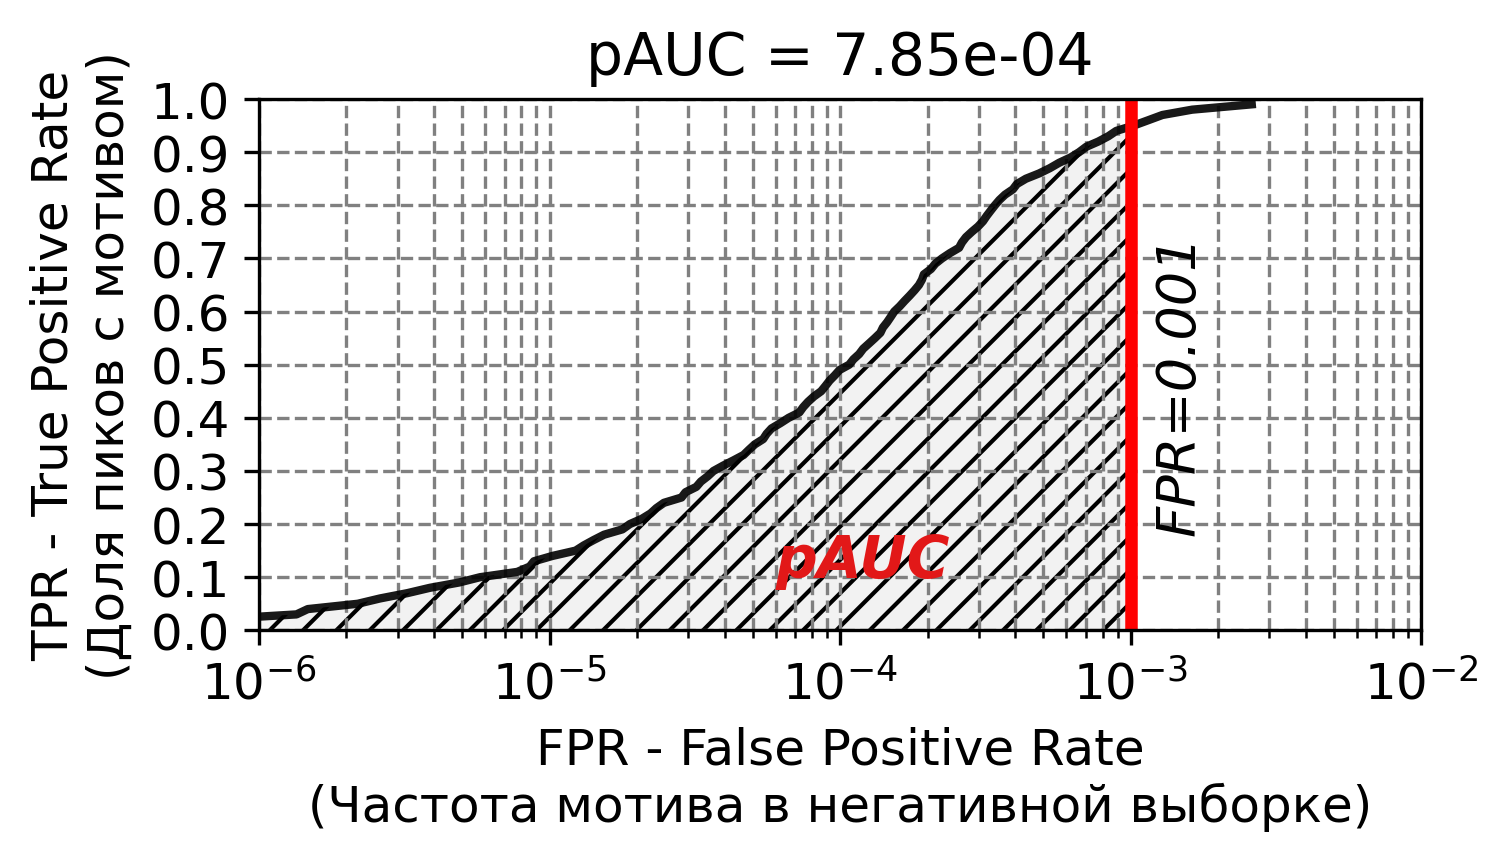 pAUC = 7.85e-04
TPR - True Positive Rate
(Доля пиков с мотивом)
1.0
0.9
0.8
0.7
0.6
0.5
0.4
0.3
0.2
0.1
0.0
pAUC
FPR=0.001
10⁻⁶ 10⁻⁵ 10⁻⁴ 10⁻³ 10⁻²
FPR - False Positive Rate
(Частота мотива в негативной выборке)